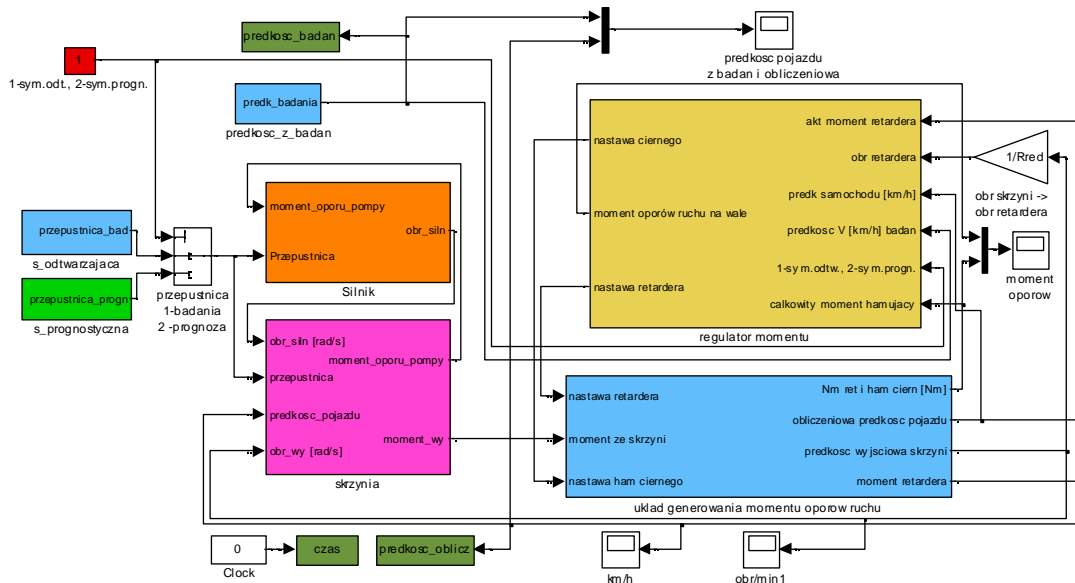 predkosc_badan
predkosc pojazdu
z badan i obliczeniowa
1
1-sym.odt., 2-sym.progn.
predk_badania
predkosc_z_badan
akt moment retardera
nastawa ciernego
obr retardera
1/Rred
predk samochodu [km/h]
obr skrzyni ->
obr retardera
moment_oporu_pompy
moment oporów ruchu na wale
przepustnica_bad
obr_siln
predkosc V [km/h] badan
s_odtwarzajaca
Przepustnica
1-sym.odtw., 2-sym.progn.
moment
oporow
Silnik
nastawa retardera
przepustnica_progn
przepustnica
1-badania
2 -prognoza
calkowity moment hamujacy
s_prognostyczna
regulator momentu
obr_siln [rad/s]
moment_oporu_pompy
przepustnica
nastawa retardera
Nm ret i ham ciern [Nm]
predkosc_pojazdu
obliczeniowa predkosc pojazdu
moment_wy
moment ze skrzyni
obr_wy [rad/s]
predkosc wyjsciowa skrzyni
skrzynia
nastawa ham ciernego
moment retardera
uklad generowania momentu oporow ruchu
0
Clock
czas
predkosc_oblicz
km/h
obr/min1